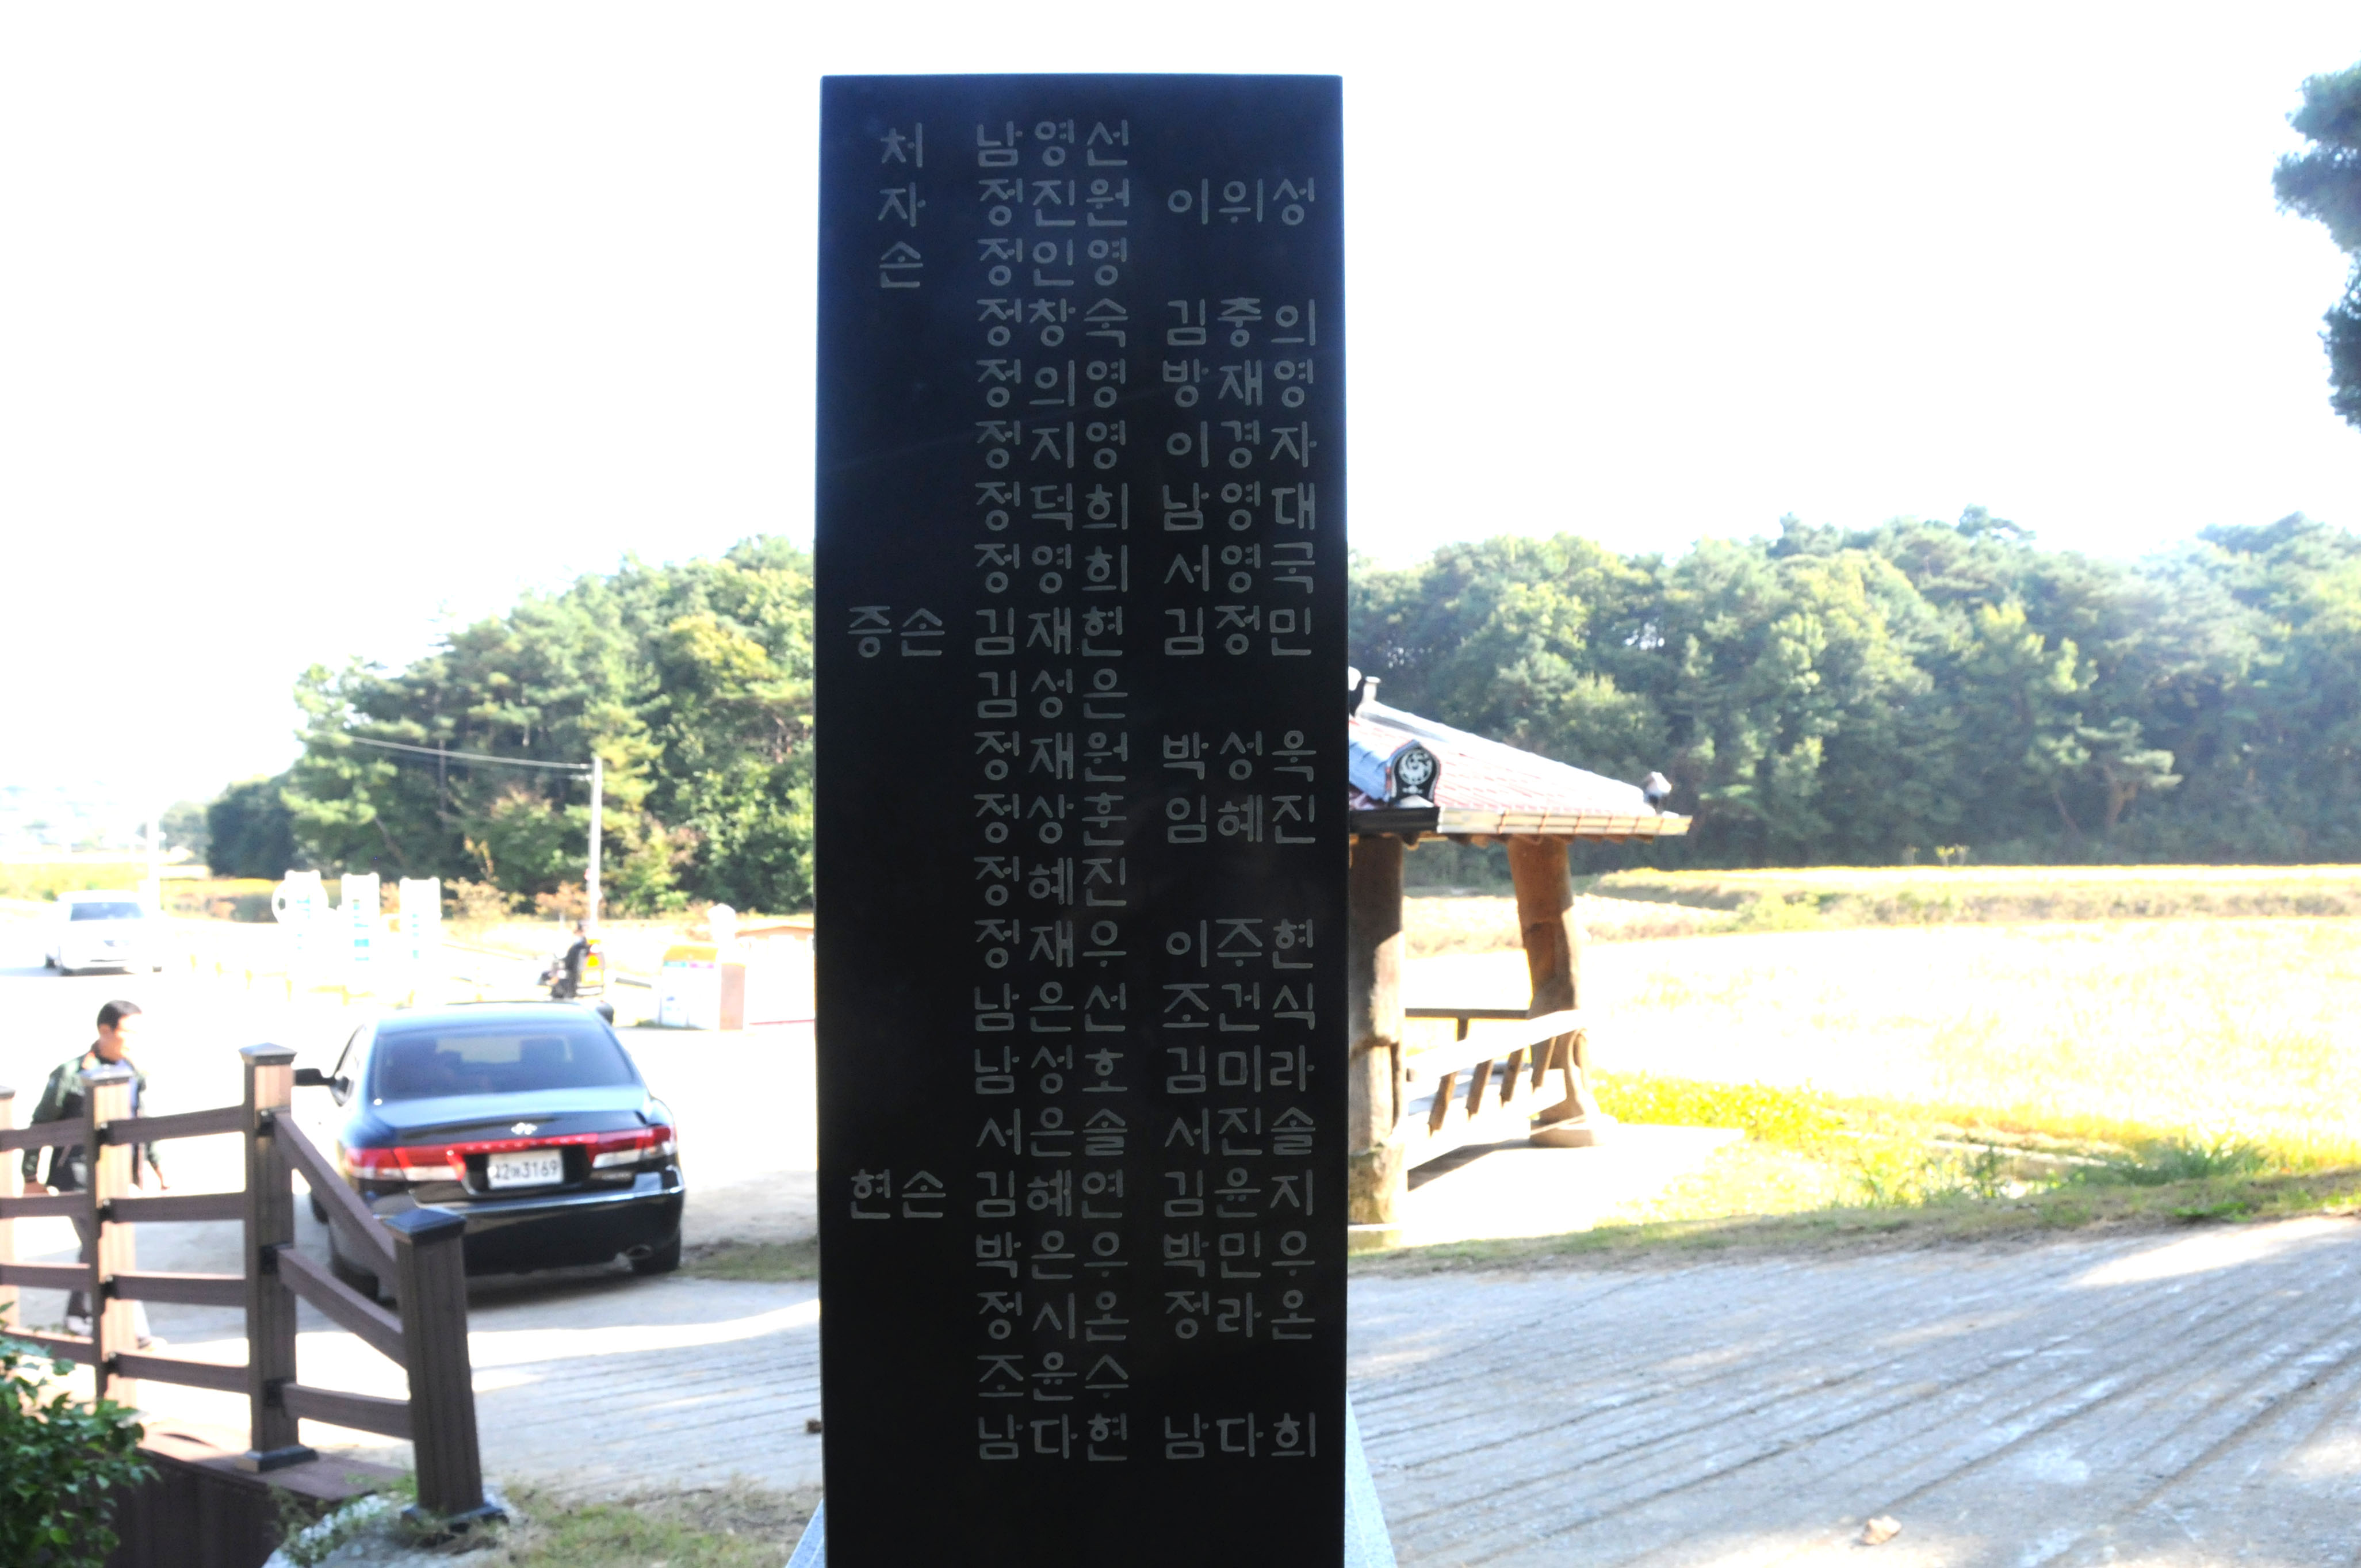 처 남영선
자 정진원 이위성
손 정인영
정창숙 김중의
정의영 방재영
정지영 이경자
정덕희 남영대
정영희 서영국
증손 김재현 김정민
김성은
정재원 박성욱
정상훈 임혜진
정혜진
정재우 이주현
남은선 조건식
남성호 김미라
서은솔 서진솔
현손 김혜연 김윤지
박은우 박민우
정시온 정라온
조윤수
남다현 남다희